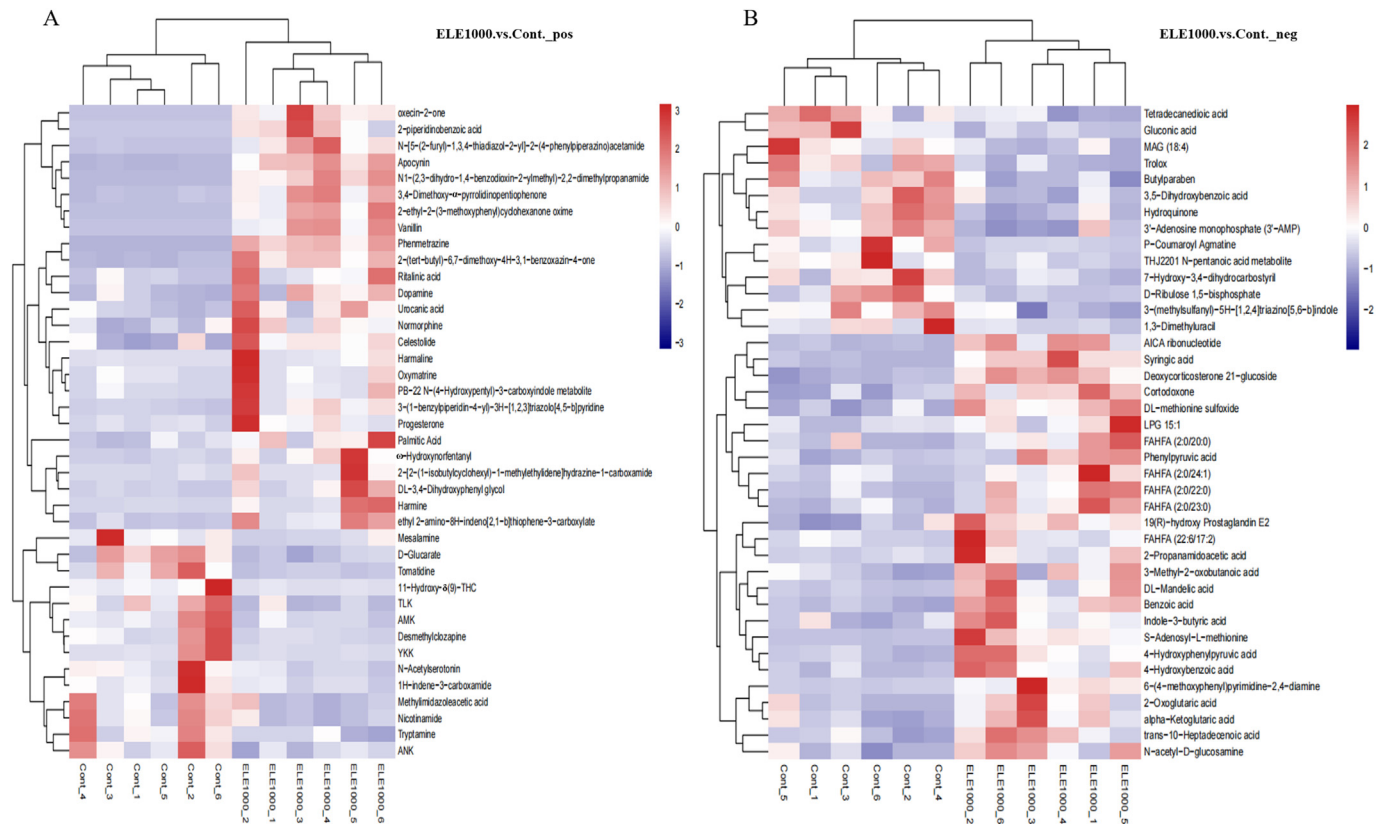 A
ELE1000.vs.Cont._pos
oxecin-2-one
2-piperidinobenzoic acid
N-[5-(2-furyl)-1,3,4-thiadiazol-2-yl]-2-(4-phenylpiperazino)acetamide
Apocynin
N1-(2,3-dihydro-1,4-benzodioxin-2-ylmethyl)-2,2-dimethylpropanamide
3,4-Dimethoxy-α-pyrrolidinopentiophenone
2-ethyl-2-(3-methoxyphenyl)cydohexanone oxime
Vanillin
Phenmetrazine
2-(tert-butyl)-6,7-dimethoxy-4H-3,1-benzoxazin-4-one
Ritalinic acid
Dopamine
Urocanic acid
Normorphine
Celestolide
Harmaline
Oxymatrine
PB-22 N-(4-Hydroxypentyl)-3-carboxyindole metabolite
3-(1-benzylpiperidin-4-yl)-3H-[1,2,3]triazolo[4,5-b]pyridine
Progesterone
Palmitic Acid
ω-Hydroxynorfentanyl
2-[2-(1-isobutylcyclohexyl)-1-methylethylidene]hydrazine-1-carboxamide
DL-3,4-Dihydroxyphenyl glycol
Harmine
ethyl 2-amino-8H-indeno[2,1-b]thiophene-3-carboxylate
Mesalamine
D-Glucarate
Tomatidine
11-Hydroxy-δ(9)-THC
TLK
AMK
Desmethylclozapine
YKK
N-Acetylserotonin
1H-indene-3-carboxamide
Methylimidazoleacetic acid
Nicotinamide
Tryptamine
ANK
3
2
1
0
-1
-2
-3
Cont_4
Cont_3
Cont_1
Cont_5
Cont_2
Cont_6
ELE1000_2
ELE1000_1
ELE1000_3
ELE1000_4
ELE1000_5
ELE1000_6
B
ELE1000.vs.Cont._neg
Tetradecanedioic acid
Gluconic acid
MAG (18:4)
Trolox
Butylparaben
3,5-Dihydroxybenzoic acid
Hydroquinone
3'-Adenosine monophosphate (3'-AMP)
P-Coumaroyl Agmatine
THJ2201 N-pentanoic acid metabolite
7-Hydroxy-3,4-dihydrocarbostyril
D-Ribulose 1,5-bisphosphate
3-(methylsulfanyl)-5H-[1,2,4]triazino[5,6-b]indole
1,3-Dimethyluracil
AICA ribonucleotide
Syringic acid
Deoxycorticosterone 21-glucoside
Cortodoxone
DL-methionine sulfoxide
LPG 15:1
FAHFA (2:0/20:0)
Phenylpyruvic acid
FAHFA (2:0/24:1)
FAHFA (2:0/22:0)
FAHFA (2:0/23:0)
19(R)-hydroxy Prostaglandin E2
FAHFA (22:6/17:2)
2-Propanamidoacetic acid
3-Methyl-2-oxobutanoic acid
DL-Mandelic acid
Benzoic acid
Indole-3-butyric acid
S-Adenosyl-L-methionine
4-Hydroxyphenylpyruvic acid
4-Hydroxybenzoic acid
6-(4-methoxyphenyl)pyrimidine-2,4-diamine
2-Oxoglutaric acid
alpha-Ketoglutaric acid
trans-10-Heptadecenoic acid
N-acetyl-D-glucosamine
2
1
0
-1
-2
Cont_5
Cont_1
Cont_3
Cont_6
Cont_2
Cont_4
ELE1000_2
ELE1000_6
ELE1000_3
ELE1000_4
ELE1000_1
ELE1000_5